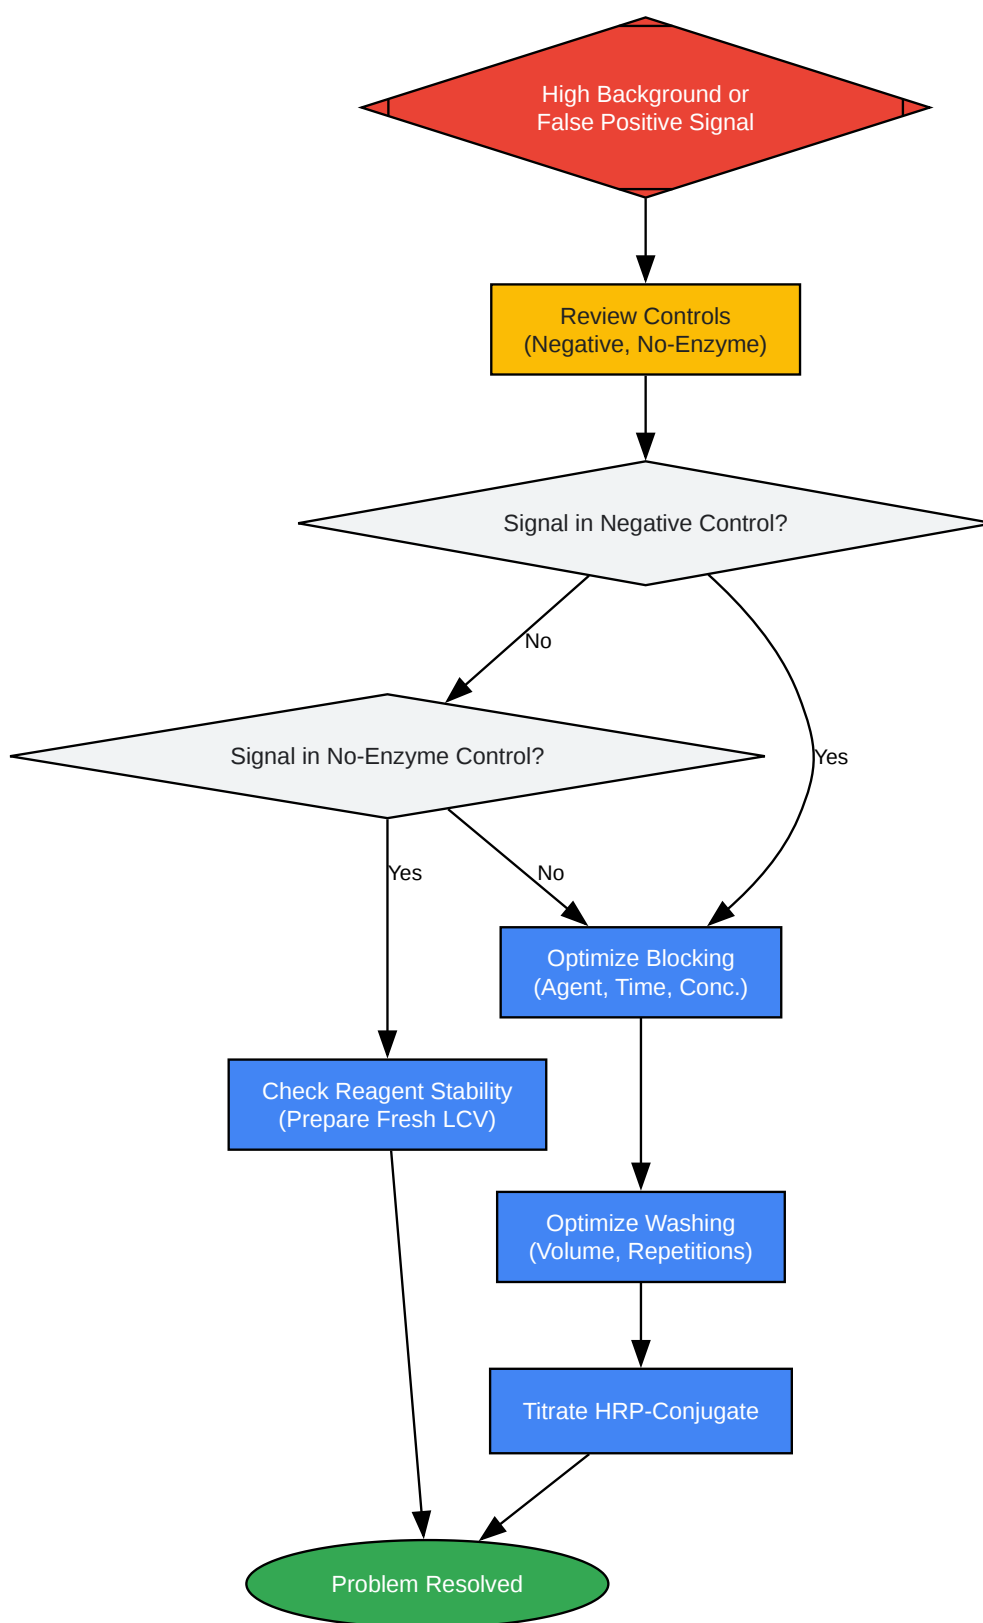 High Background or
False Positive Signal
Review Controls
(Negative, No-Enzyme)
Signal in Negative Control?
No
Signal in No-Enzyme Control?
Yes
Yes
No
Optimize Blocking
(Agent, Time, Conc.)
Check Reagent Stability
(Prepare Fresh LCV)
Optimize Washing
(Volume, Repetitions)
Titrate HRP-Conjugate
Problem Resolved